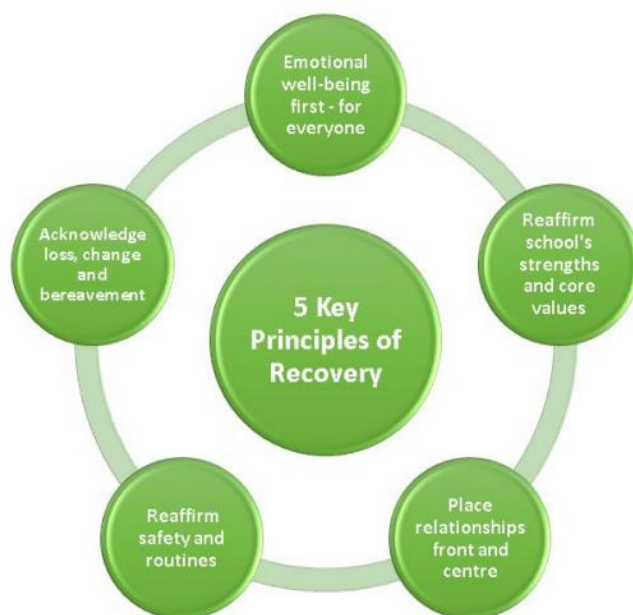 Emotional
well-being
first - for
everyone
Reaffirm
school's
strengths
and core
values
Place
relationships
front and
centre
Reaffirm
safety and
routines
Acknowledge
loss, change
and
bereavement
5 Key
Principles of
Recovery